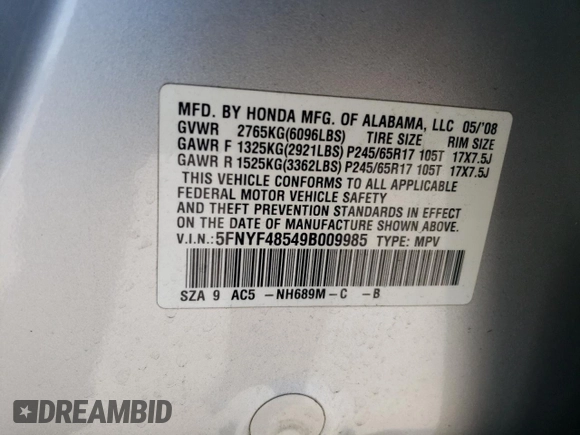 MFD. BY HONDA MFG. OF ALABAMA, LLC 05/'08
GVWR 2765KG(6096LBS) TIRE SIZE RIM SIZE
GAWR F 1325KG(2921LBS) P245/65R17 105T 17X7.5J
GAWR R 1525KG(3362LBS) P245/65R17 105T 17X7.5J
THIS VEHICLE CONFORMS TO ALL APPLICABLE
FEDERAL MOTOR VEHICLE SAFETY
AND THEFT PREVENTION STANDARDS IN EFFECT
ON THE DATE OF MANUFACTURE SHOWN ABOVE.
V.I.N.:5FNYF48549B009985 TYPE: MPV
SZA 9 AC5 -NH689M-C -B
DREAMBID